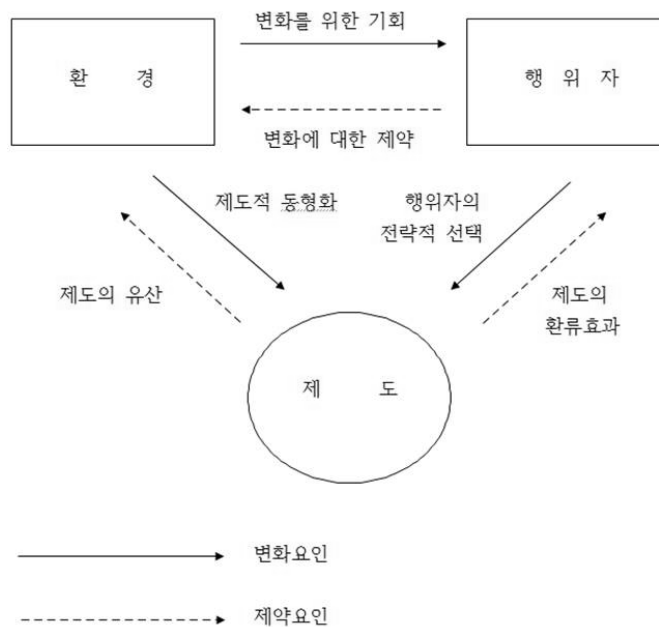 변화를 위한 기회
환 경
행 위 자
변화에 대한 제약
제도적 동형화
행위자의
전략적 선택
제도의 유산
제도의
환류효과
제 도
변화요인
제약요인